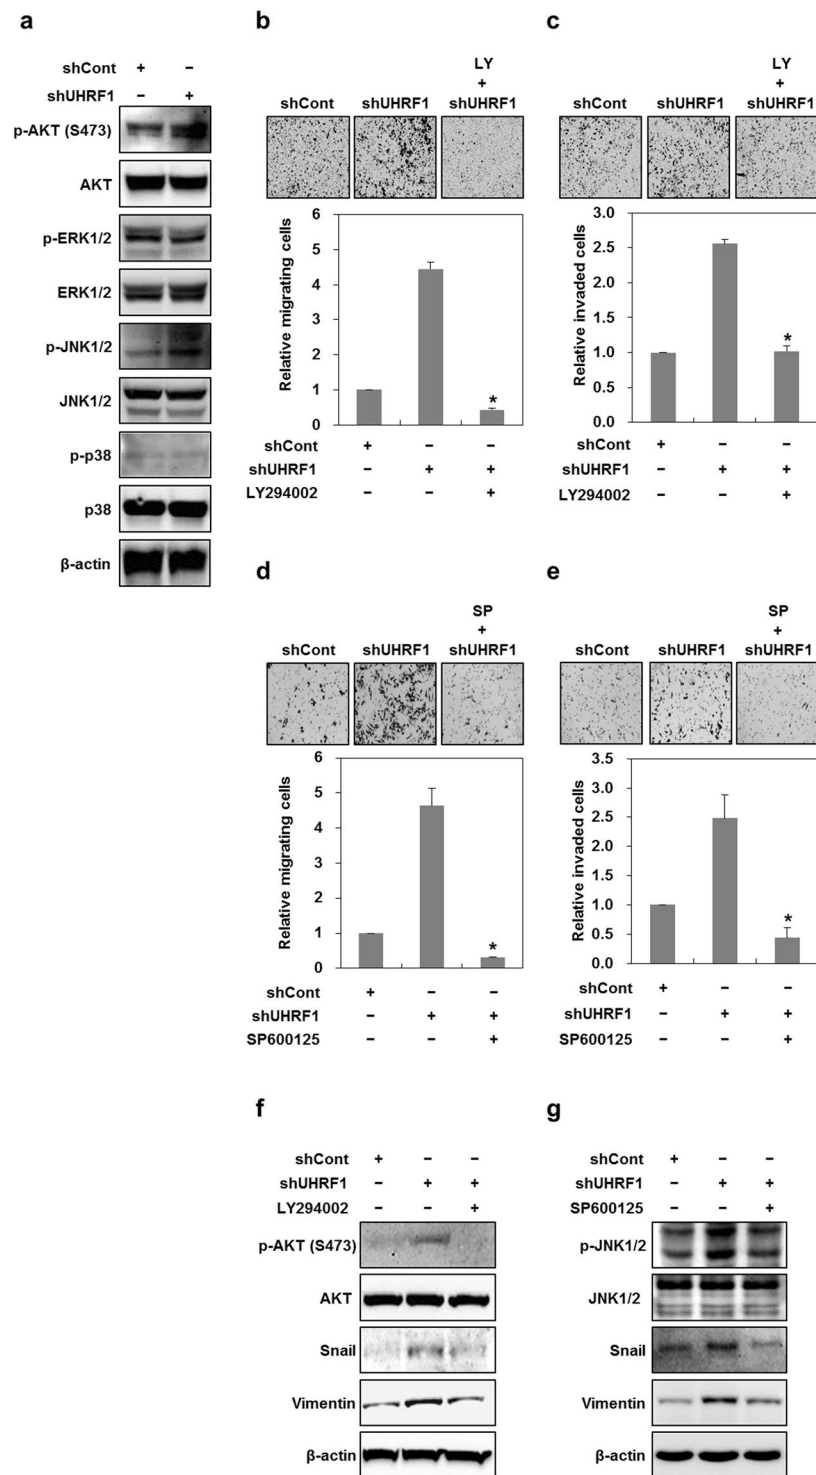 a
shCont + −
shUHRF1 − +
p-AKT (S473)
AKT
p-ERK1/2
ERK1/2
p-JNK1/2
JNK1/2
p-p38
p38
β-actin
b
LY
+
shCont shUHRF1 shUHRF1
Relative migrating cells
6
5
4
3
2
1
0
*
shCont + − −
shUHRF1 − + +
LY294002 − − +
c
LY
+
shCont shUHRF1 shUHRF1
Relative invaded cells
3.0
2.5
2.0
1.5
1.0
0.5
0.0
*
shCont + − −
shUHRF1 − + +
LY294002 − − +
d
SP
+
shCont shUHRF1 shUHRF1
Relative migrating cells
6
5
4
3
2
1
0
*
shCont + − −
shUHRF1 − + +
SP600125 − − +
e
SP
+
shCont shUHRF1 shUHRF1
Relative invaded cells
3.5
3.0
2.5
2.0
1.5
1.0
0.5
0.0
*
shCont + − −
shUHRF1 − + +
SP600125 − − +
f
shCont + − −
shUHRF1 − + +
LY294002 − − +
p-AKT (S473)
AKT
Snail
Vimentin
β-actin
g
shCont + − −
shUHRF1 − + +
SP600125 − − +
p-JNK1/2
JNK1/2
Snail
Vimentin
β-actin